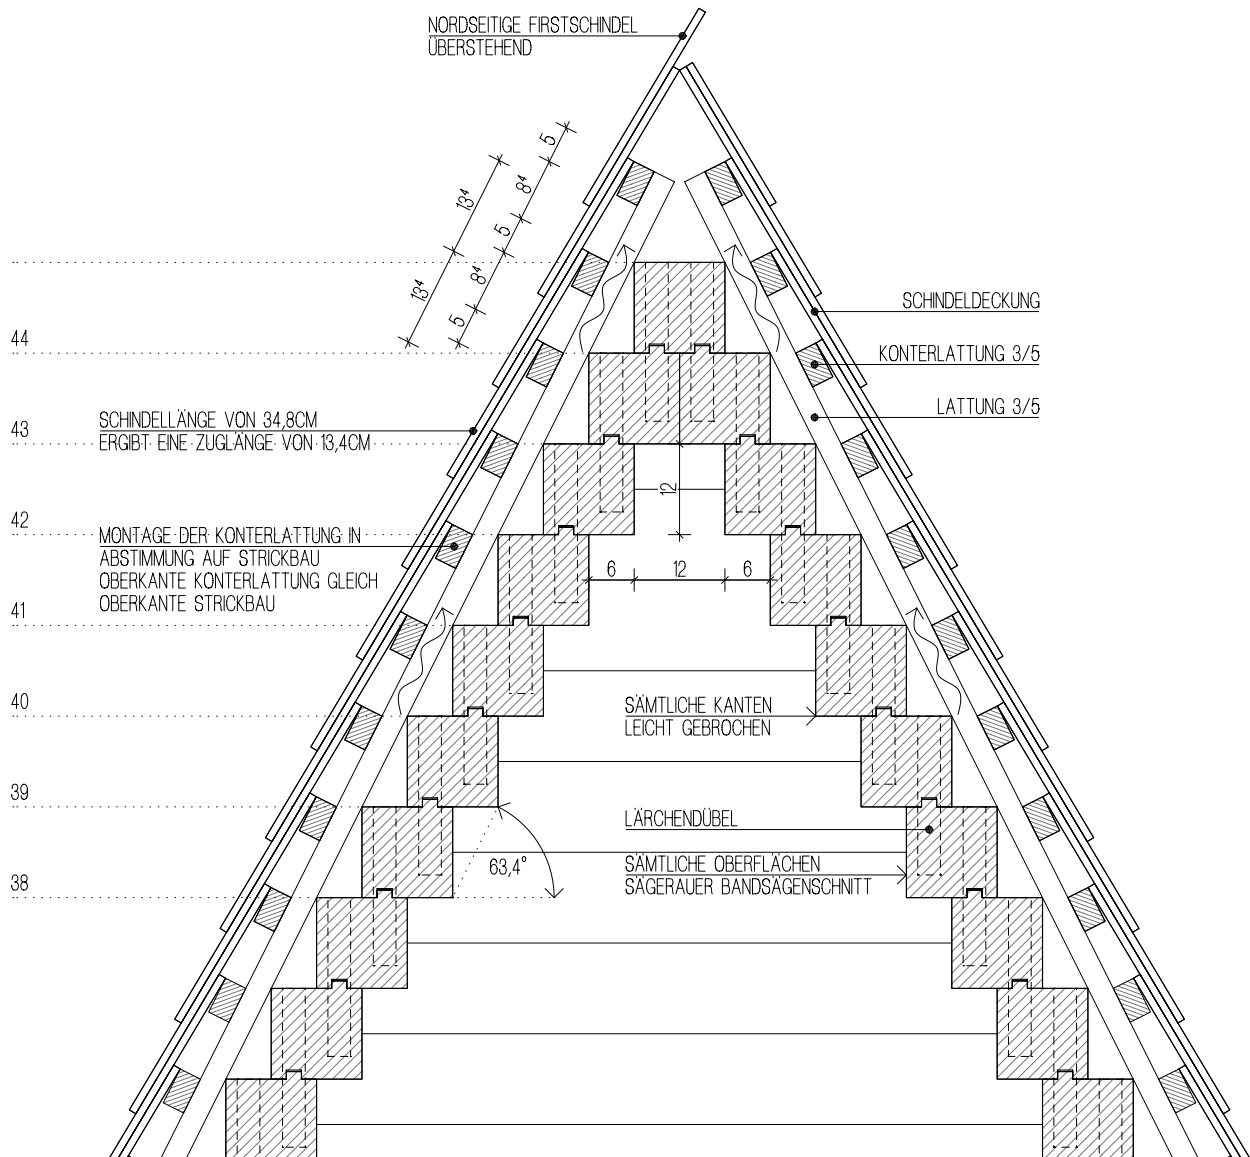 NORDSEITIGE FIRSTSCHINDEL
ÜBERSTEHEND
5
13⁴
8⁴
5
13⁴
8⁴
5
SCHINDELDECKUNG
44
KONTERLATTUNG 3/5
LATTUNG 3/5
SCHINDELLÄNGE VON 34,8CM
ERGIBT EINE ZUGLÄNGE VON 13,4CM
43
12
42
MONTAGE DER KONTERLATTUNG IN
ABSTIMMUNG AUF STRICKBAU
OBERKANTE KONTERLATTUNG GLEICH
OBERKANTE STRICKBAU
6 12 6
41
40
SÄMTLICHE KANTEN
LEICHT GEBROCHEN
39
LÄRCHENDÜBEL
63,4°
SÄMTLICHE OBERFLÄCHEN
SÄGERAUER BANDSÄGENSCHNITT
38